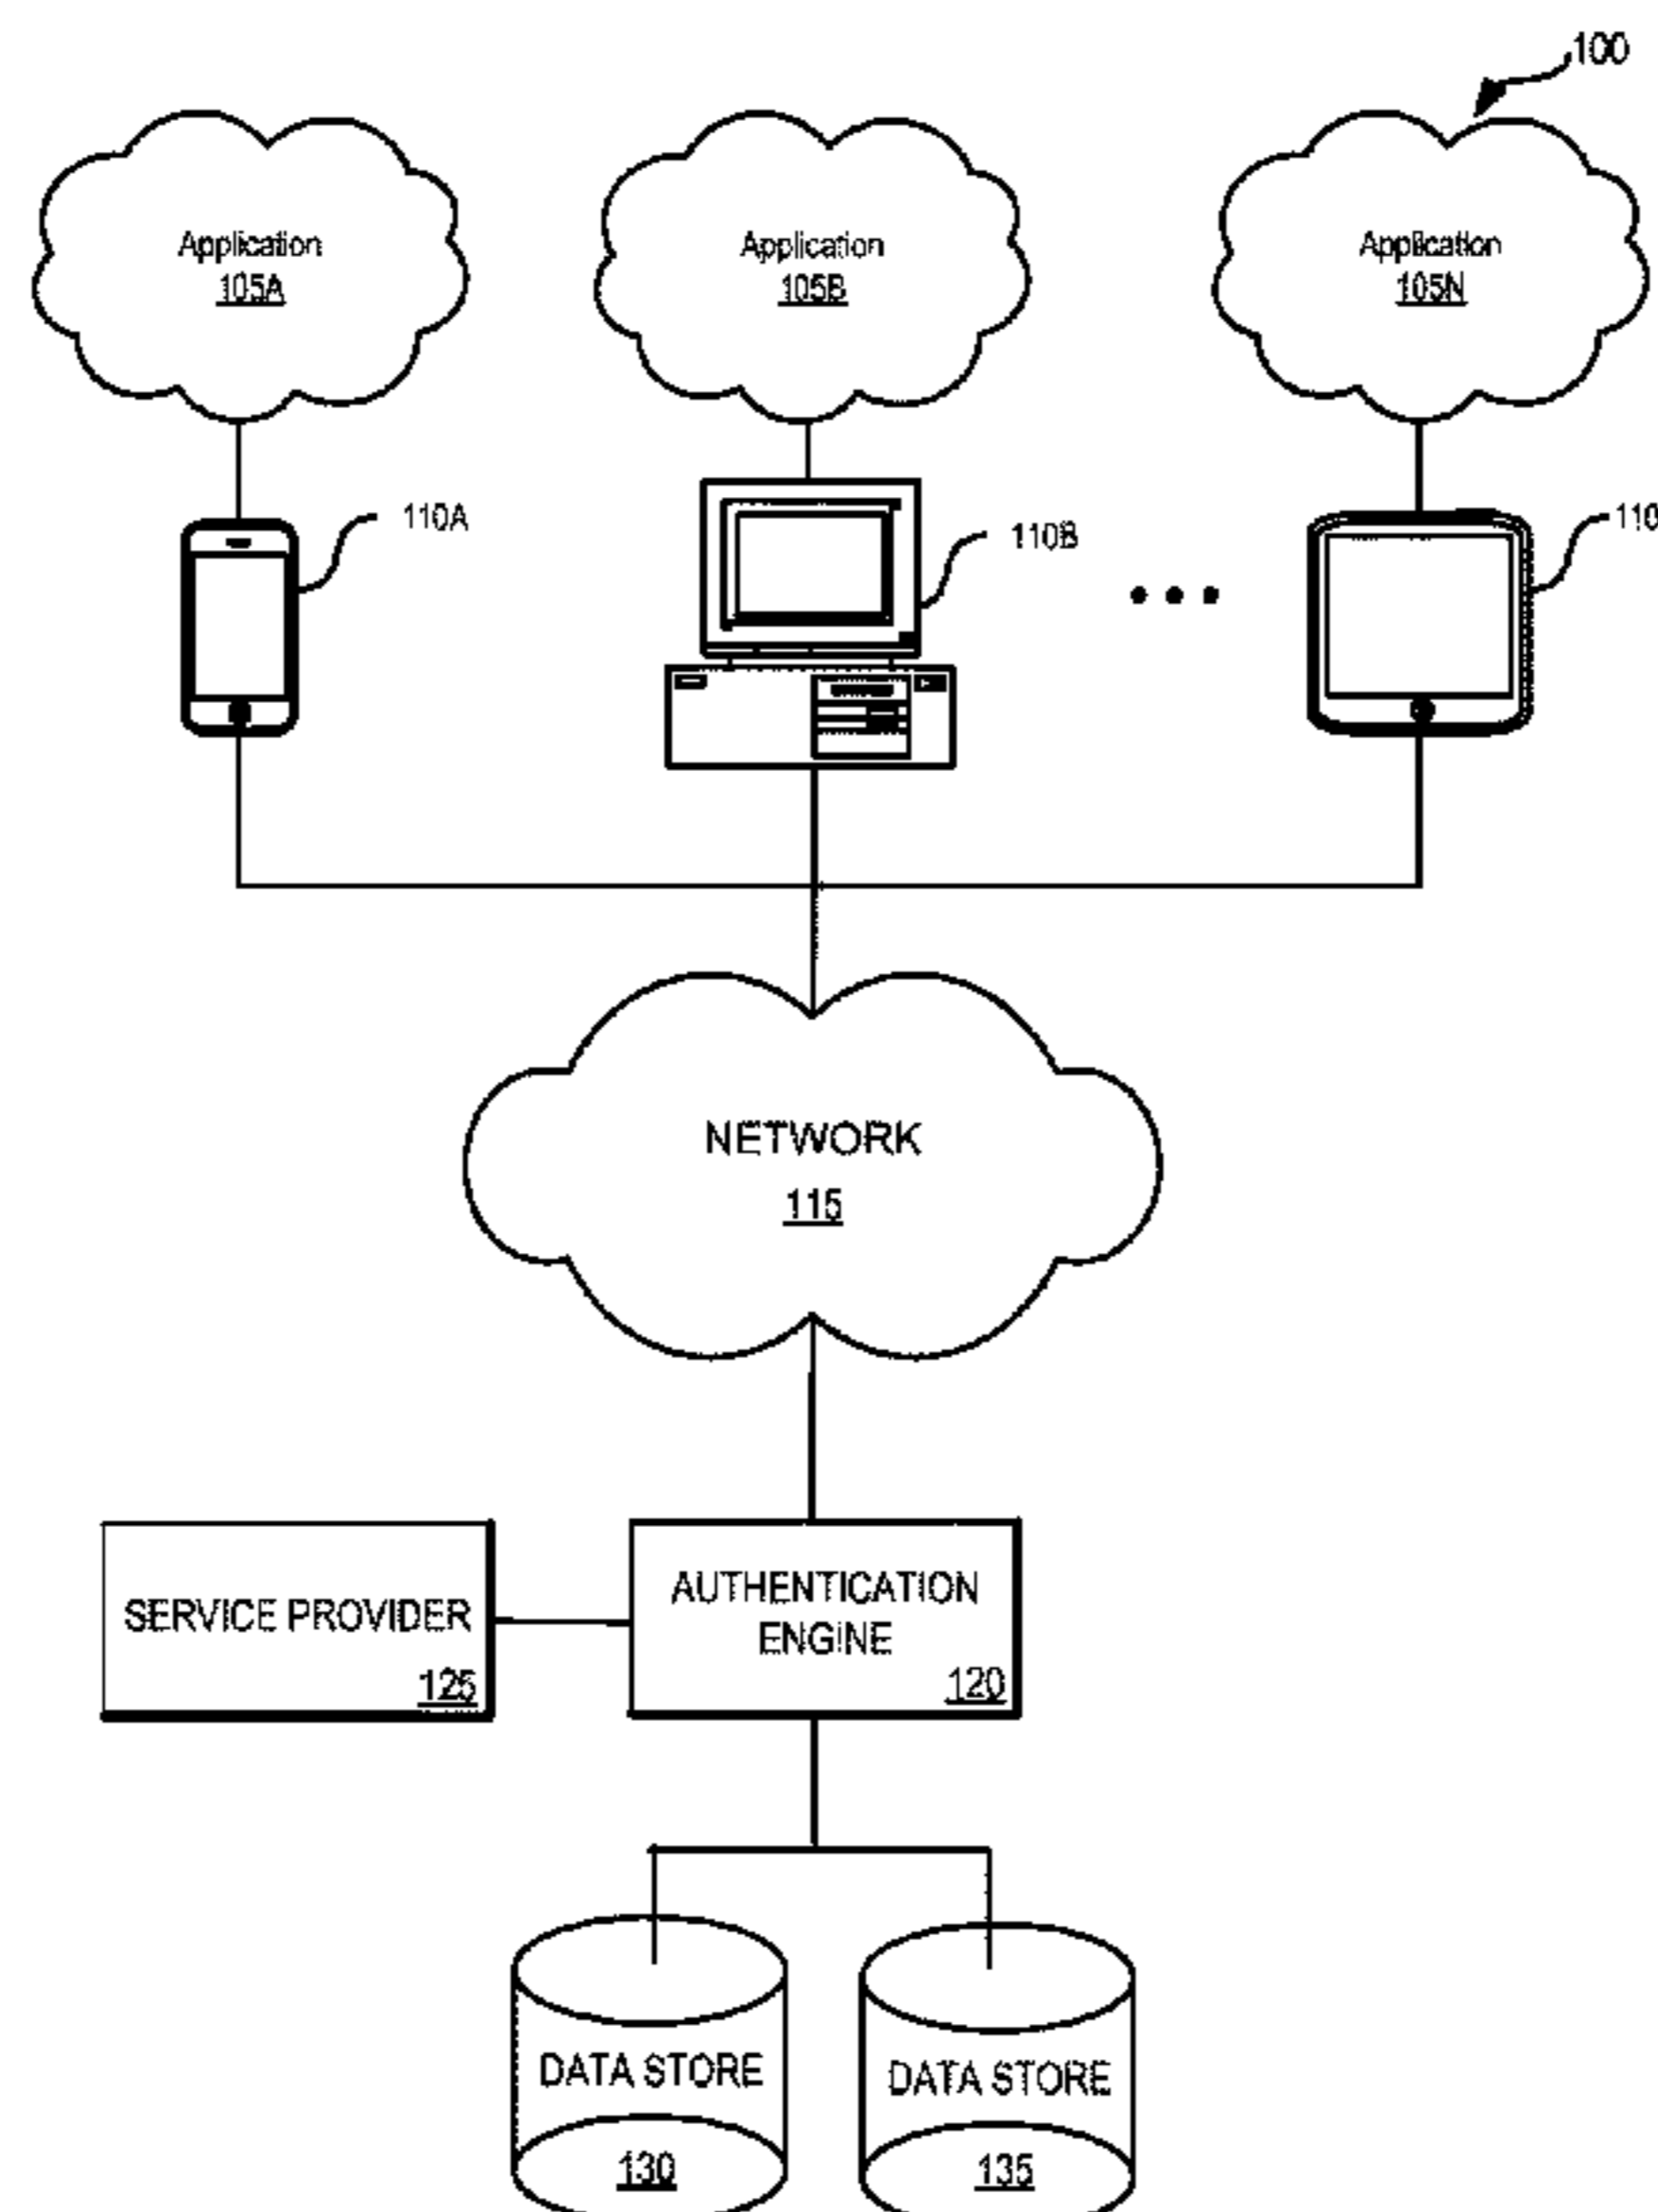 100
Application
105A
Application
105B
Application
105N
110A
110B
110
NETWORK
115
SERVICE PROVIDER
125
AUTHENTICATION
ENGINE
120
DATA STORE
130
DATA STORE
135